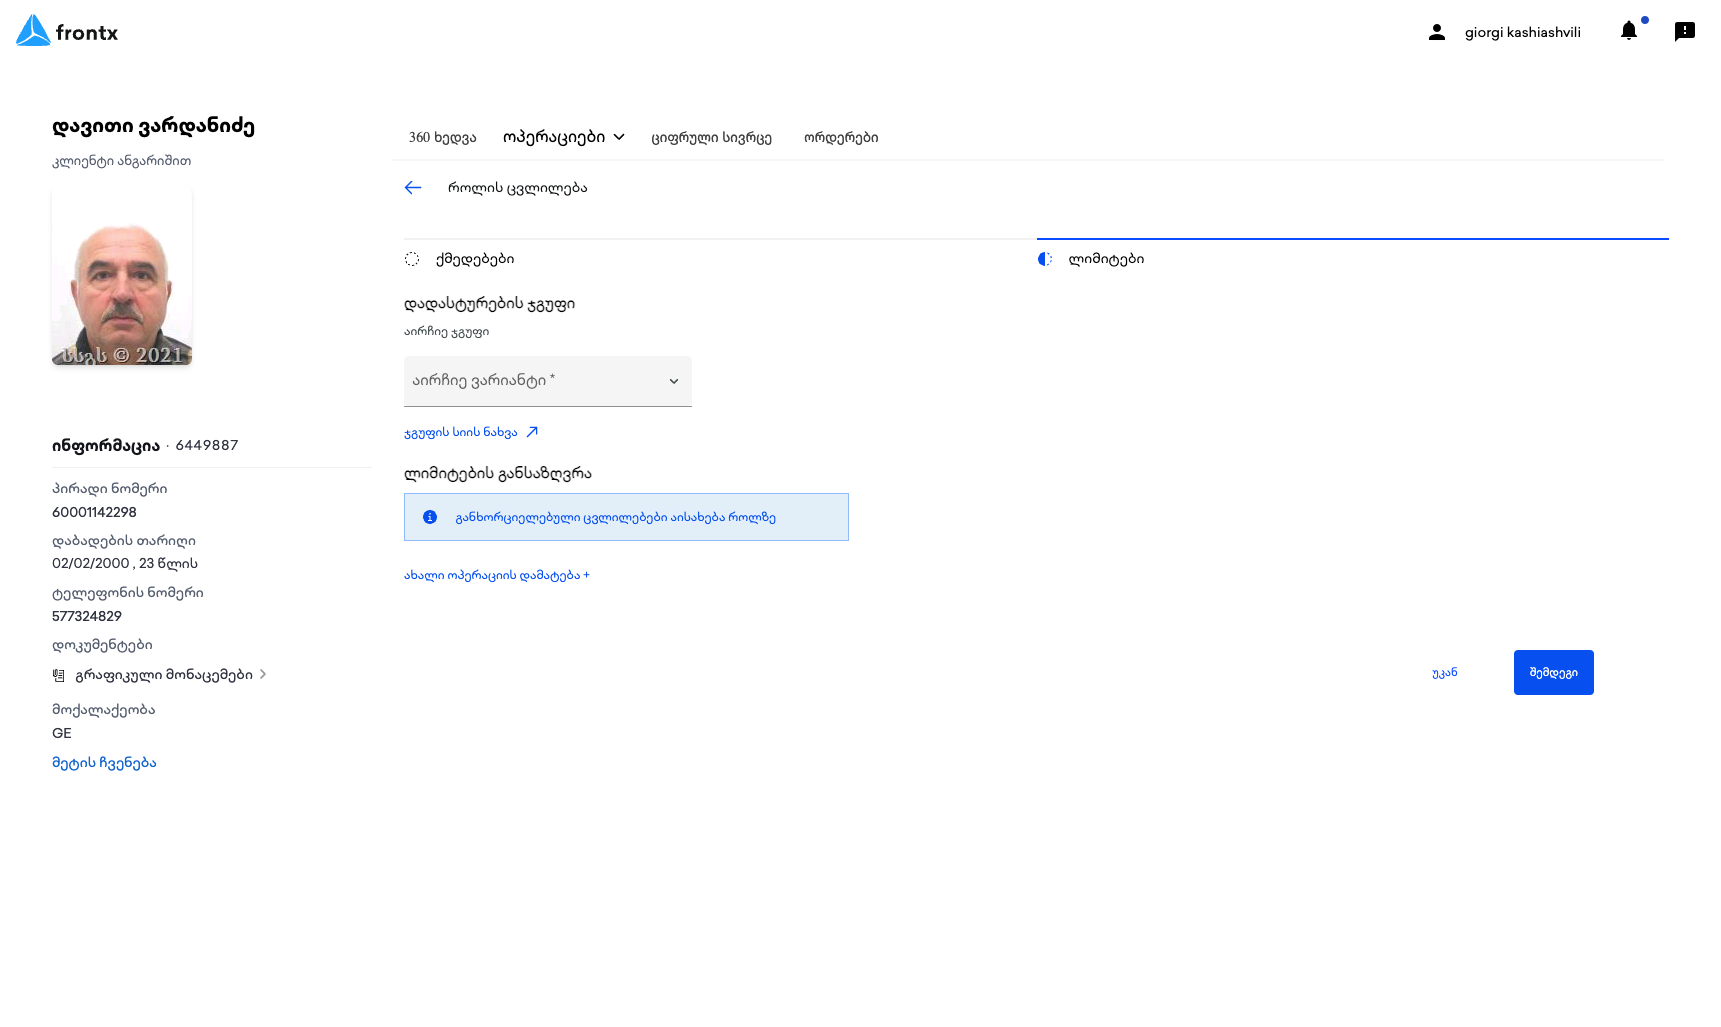 frontx
giorgi kashiashvili
დავითი ვარდანიძე
კლიენტი ანგარიშით
სსგს © 2021
ინფორმაცია · 6449887
პირადი ნომერი
60001142298
დაბადების თარიღი
02/02/2000 , 23 წლის
ტელეფონის ნომერი
577324829
დოკუმენტები
გრაფიკული მონაცემები
მოქალაქეობა
GE
მეტის ჩვენება
360 ხედვა ოპერაციები ციფრული სივრცე ორდერები
როლის ცვლილება
ქმედებები ლიმიტები
დადასტურების ჯგუფი
აირჩიე ჯგუფი
აირჩიე ვარიანტი *
ჯგუფის სიის ნახვა
ლიმიტების განსაზღვრა
განხორციელებული ცვლილებები აისახება როლზე
ახალი ოპერაციის დამატება +
უკან შემდეგი